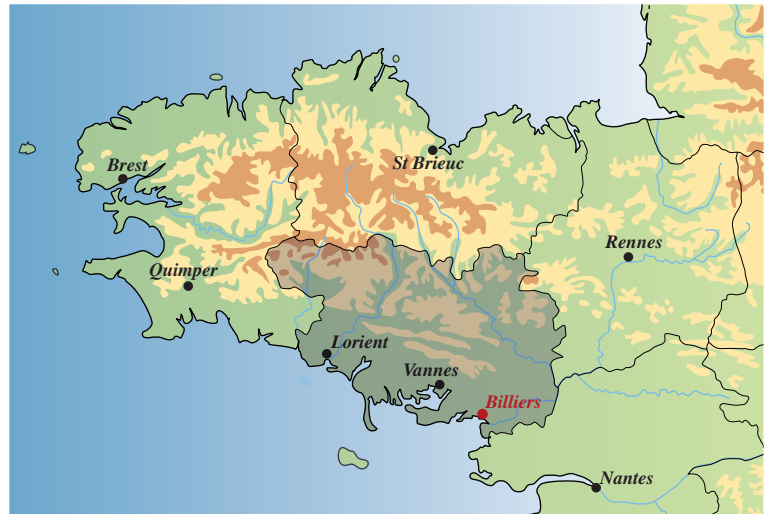 Brest
St Brieuc
Rennes
Quimper
Lorient
Vannes
Billiers
Nantes